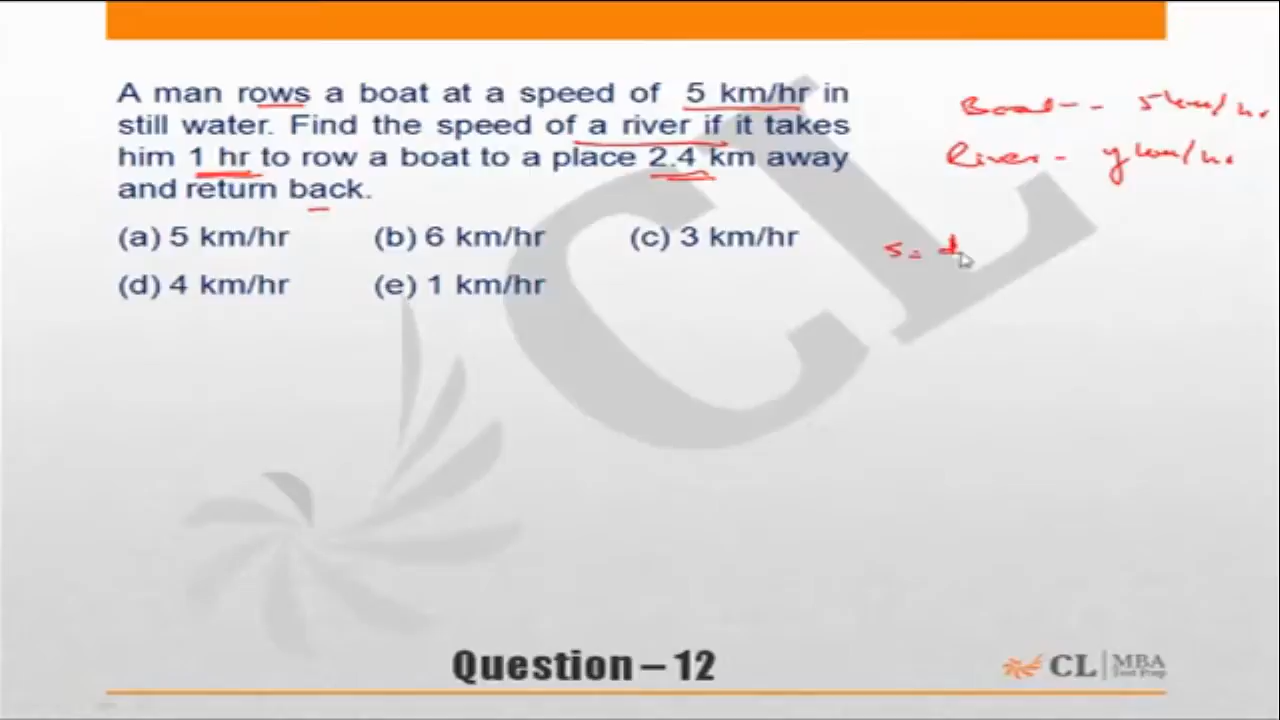 A man rows a boat at a speed of 5 km/hr in
still water. Find the speed of a river if it takes
him 1 hr to row a boat to a place 2.4 km away
and return back.
(a) 5 km/hr (b) 6 km/hr (c) 3 km/hr
(d) 4 km/hr (e) 1 km/hr
Boat - - 5 km/hr.
River - y km/hr.
s = d
CL
Question – 12
CL MBA
Test Prep